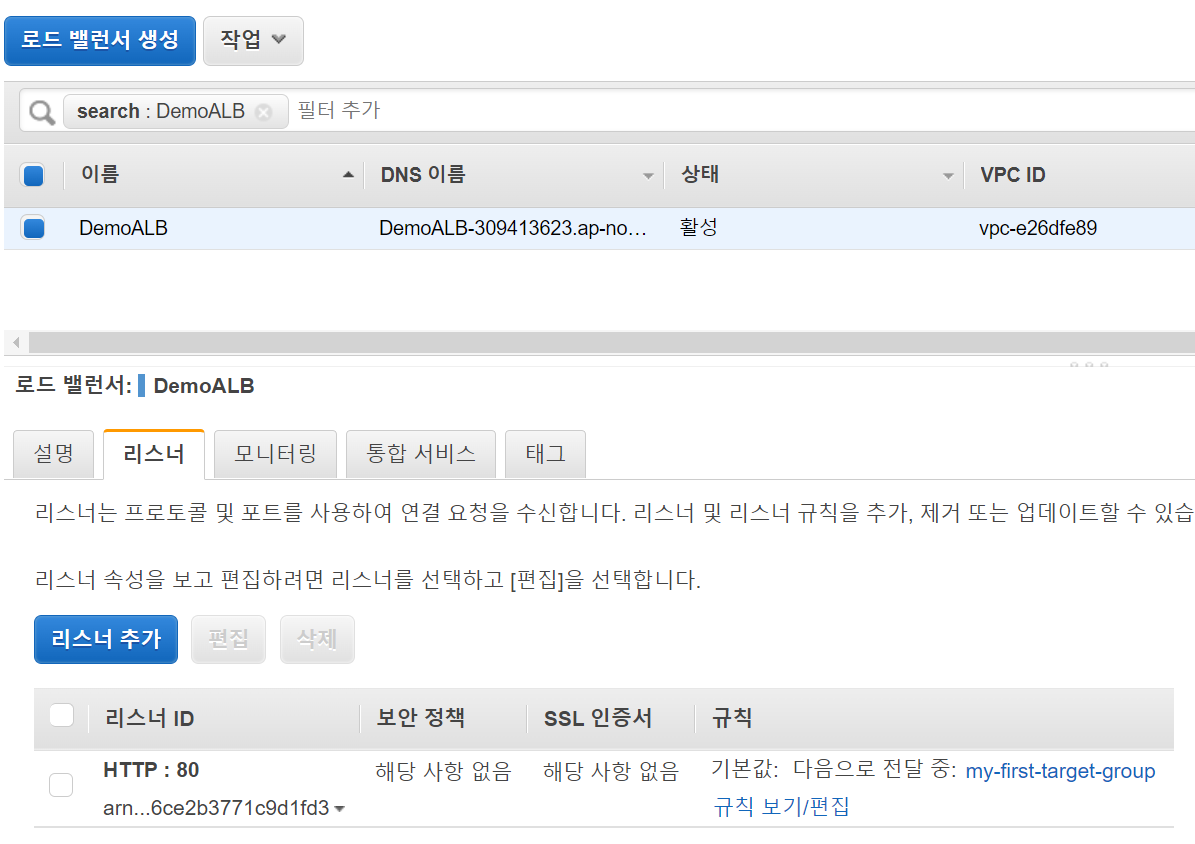 로드 밸런서 생성 작업
search : DemoALB 필터 추가
이름 DNS 이름 상태 VPC ID
DemoALB DemoALB-309413623.ap-no... 활성 vpc-e26dfe89
로드 밸런서: DemoALB
설명 리스너 모니터링 통합 서비스 태그
리스너는 프로토콜 및 포트를 사용하여 연결 요청을 수신합니다. 리스너 및 리스너 규칙을 추가, 제거 또는 업데이트할 수 있습
리스너 속성을 보고 편집하려면 리스너를 선택하고 [편집]을 선택합니다.
리스너 추가 편집 삭제
리스너 ID 보안 정책 SSL 인증서 규칙
HTTP : 80 해당 사항 없음 해당 사항 없음 기본값: 다음으로 전달 중: my-first-target-group
arn...6ce2b3771c9d1fd3 규칙 보기/편집